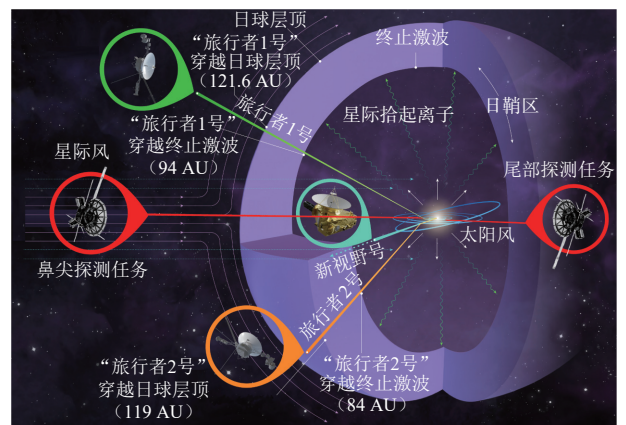 日球层顶
“旅行者1号”
穿越日球层顶
（121.6 AU）
终止激波
旅行者1号
“旅行者1号”
穿越终止激波
（94 AU）
星际拾起离子
日鞘区
星际风
尾部探测任务
鼻尖探测任务
太阳风
新视野号
旅行者2号
“旅行者2号”
穿越日球层顶
（119 AU）
“旅行者2号”
穿越终止激波
（84 AU）